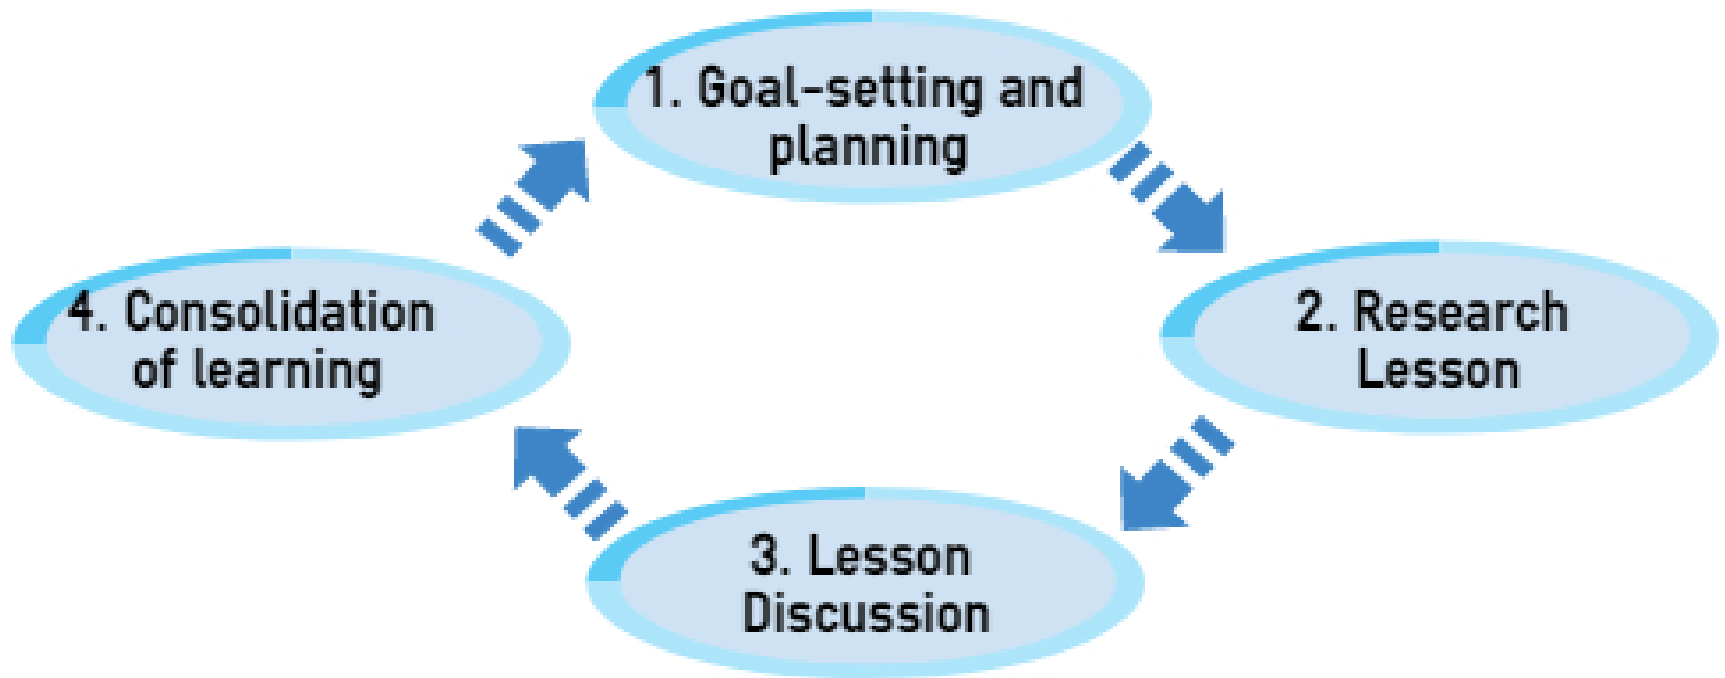 1. Goal-setting and
planning
2. Research
Lesson
3. Lesson
Discussion
4. Consolidation
of learning